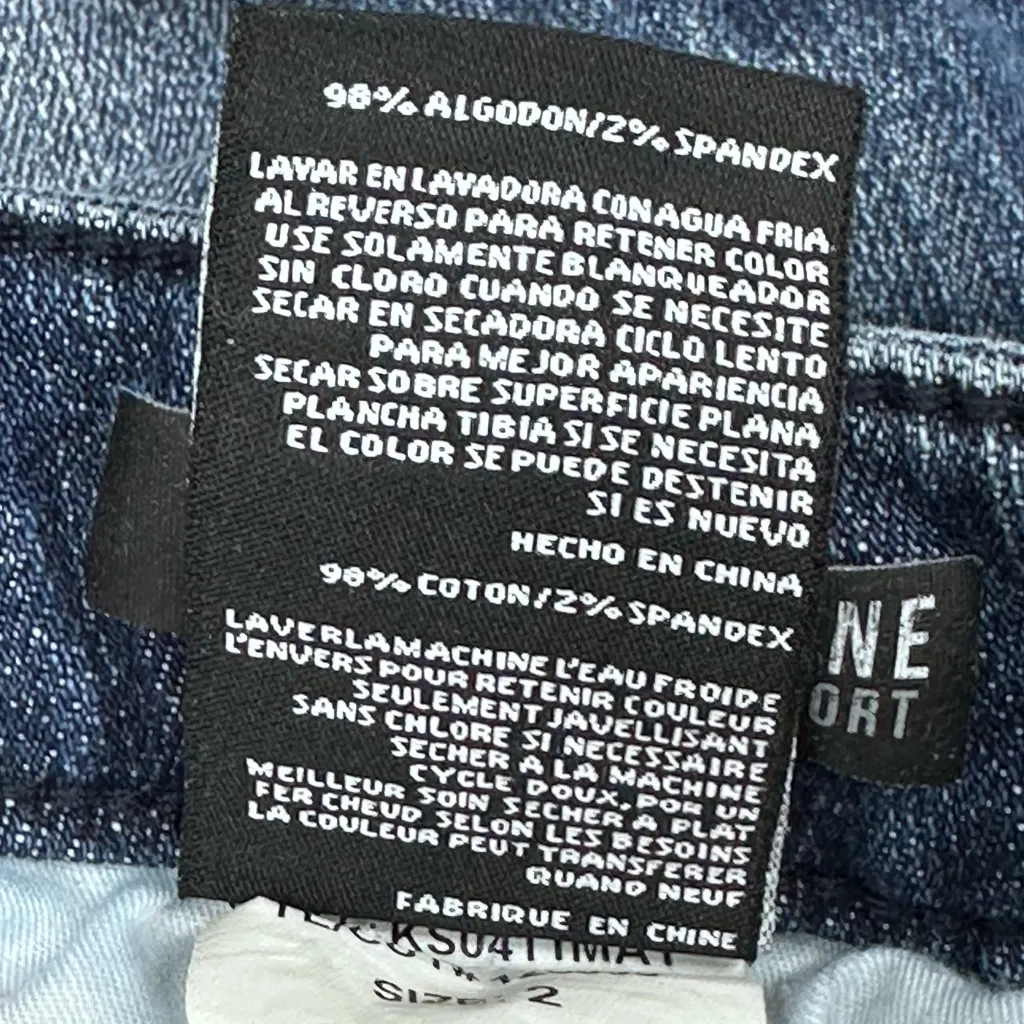 98% ALGODON/2% SPANDEX
LAVAR EN LAVADORA CON AGUA FRIA
AL REVERSO PARA RETENER COLOR
USE SOLAMENTE BLANQUEADOR
SIN CLORO CUANDO SE NECESITE
SECAR EN SECADORA CICLO LENTO
PARA MEJOR APARIENCIA
SECAR SOBRE SUPERFICIE PLANA
PLANCHA TIBIA SI SE NECESITA
EL COLOR SE PUEDE DESTENIR
SI ES NUEVO
HECHO EN CHINA
98% COTON/2% SPANDEX
LAVER LA MACHINE L'EAU FROIDE
L'ENVERS POUR RETENIR COULEUR
SEULEMENT JAVELLISANT
SANS CHLORE SI NECESSAIRE
SECHER A LA MACHINE
CYCLE DOUX, POR UN
MEILLEUR SOIN SECHER A PLAT
FER CHEUD SELON LES BESOINS
LA COULEUR PEUT TRANSFERER
QUAND NEUF
FABRIQUE EN CHINE
NE
ORT
SIZE: 2